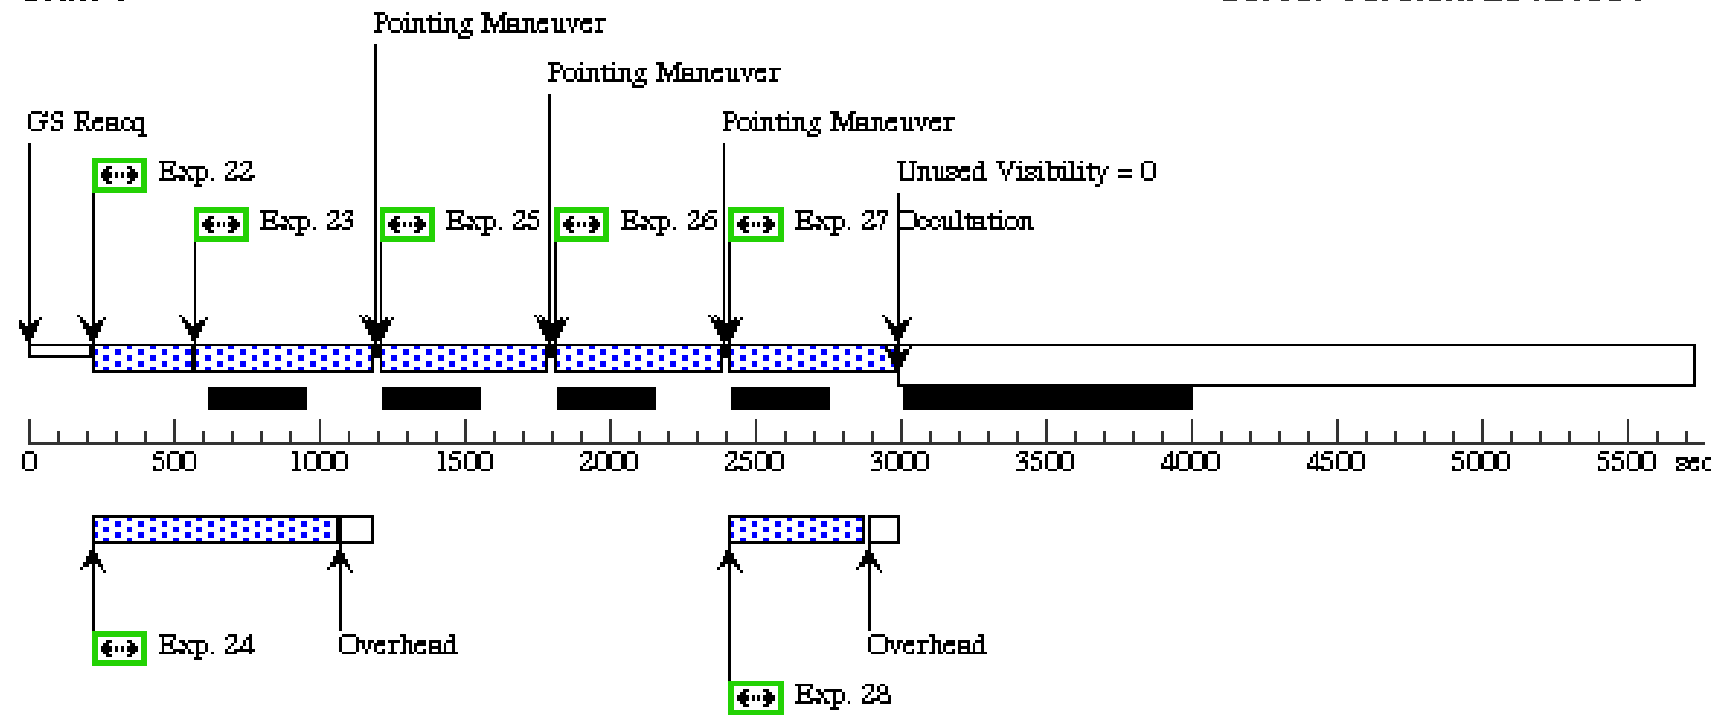 Pointing Maneuver
Pointing Maneuver
GS Reacq
Pointing Maneuver
Exp. 22
Unused Visibility = 0
Exp. 23
Exp. 25
Exp. 26
Exp. 27
Occultation
0 500 1000 1500 2000 2500 3000 3500 4000 4500 5000 5500 sec
Exp. 24
Overhead
Overhead
Exp. 28